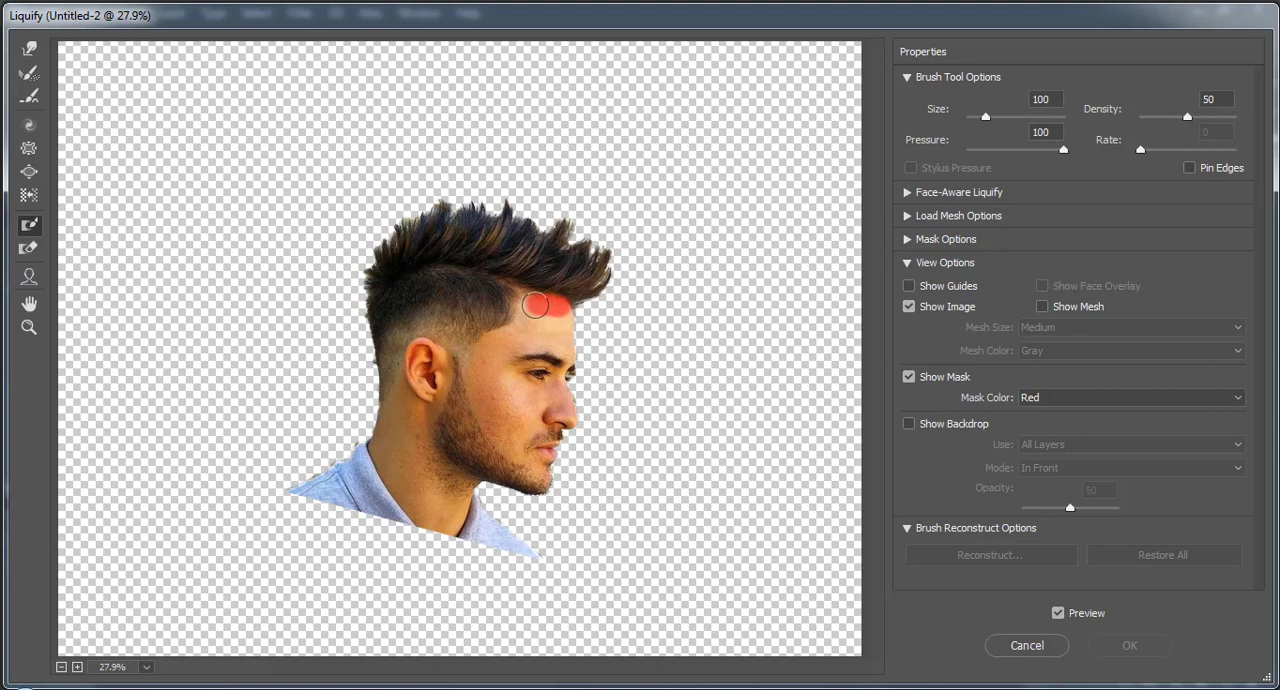 Liquify (Untitled-2 @ 27.9%)
Properties
Brush Tool Options
Size: 100 Density: 50
Pressure: 100 Rate: 0
Stylus Pressure Pin Edges
Face-Aware Liquify
Load Mesh Options
Mask Options
View Options
Show Guides Show Face Overlay
Show Image Show Mesh
Mesh Size: Medium
Mesh Color: Gray
Show Mask
Mask Color: Red
Show Backdrop
Use: All Layers
Mode: In Front
Opacity: 50
Brush Reconstruct Options
Reconstruct... Restore All
Preview
Cancel OK
27.9%